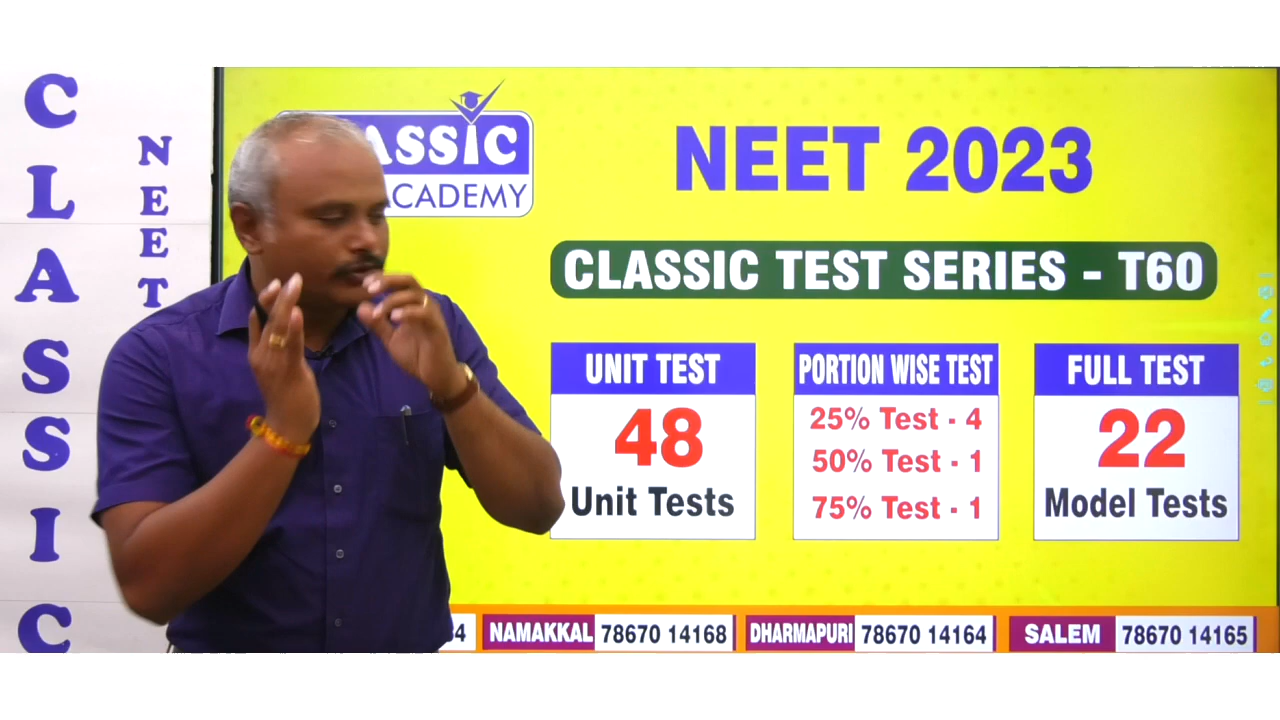 CLASSIC
NEET
ASSIC
ACADEMY
NEET 2023
CLASSIC TEST SERIES - T60
UNIT TEST
48
Unit Tests
PORTION WISE TEST
25% Test - 4
50% Test - 1
75% Test - 1
FULL TEST
22
Model Tests
NAMAKKAL 78670 14168
DHARMAPURI 78670 14164
SALEM 78670 14165